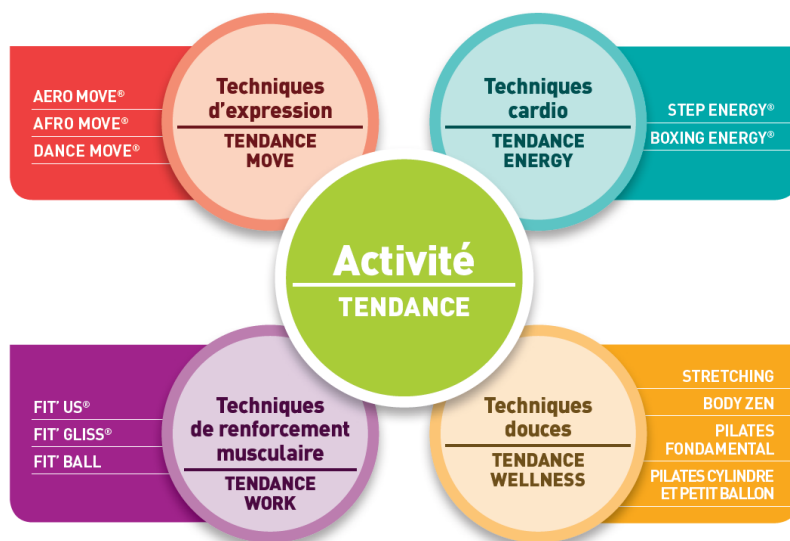 AERO MOVE®
AFRO MOVE®
DANCE MOVE®
Techniques
d'expression
TENDANCE
MOVE
Techniques
cardio
TENDANCE
ENERGY
STEP ENERGY®
BOXING ENERGY®
Activité
TENDANCE
FIT' US®
FIT' GLISS®
FIT' BALL
Techniques
de renforcement
musculaire
TENDANCE
WORK
Techniques
douces
TENDANCE
WELLNESS
STRETCHING
BODY ZEN
PILATES
FONDAMENTAL
PILATES CYLINDRE
ET PETIT BALLON